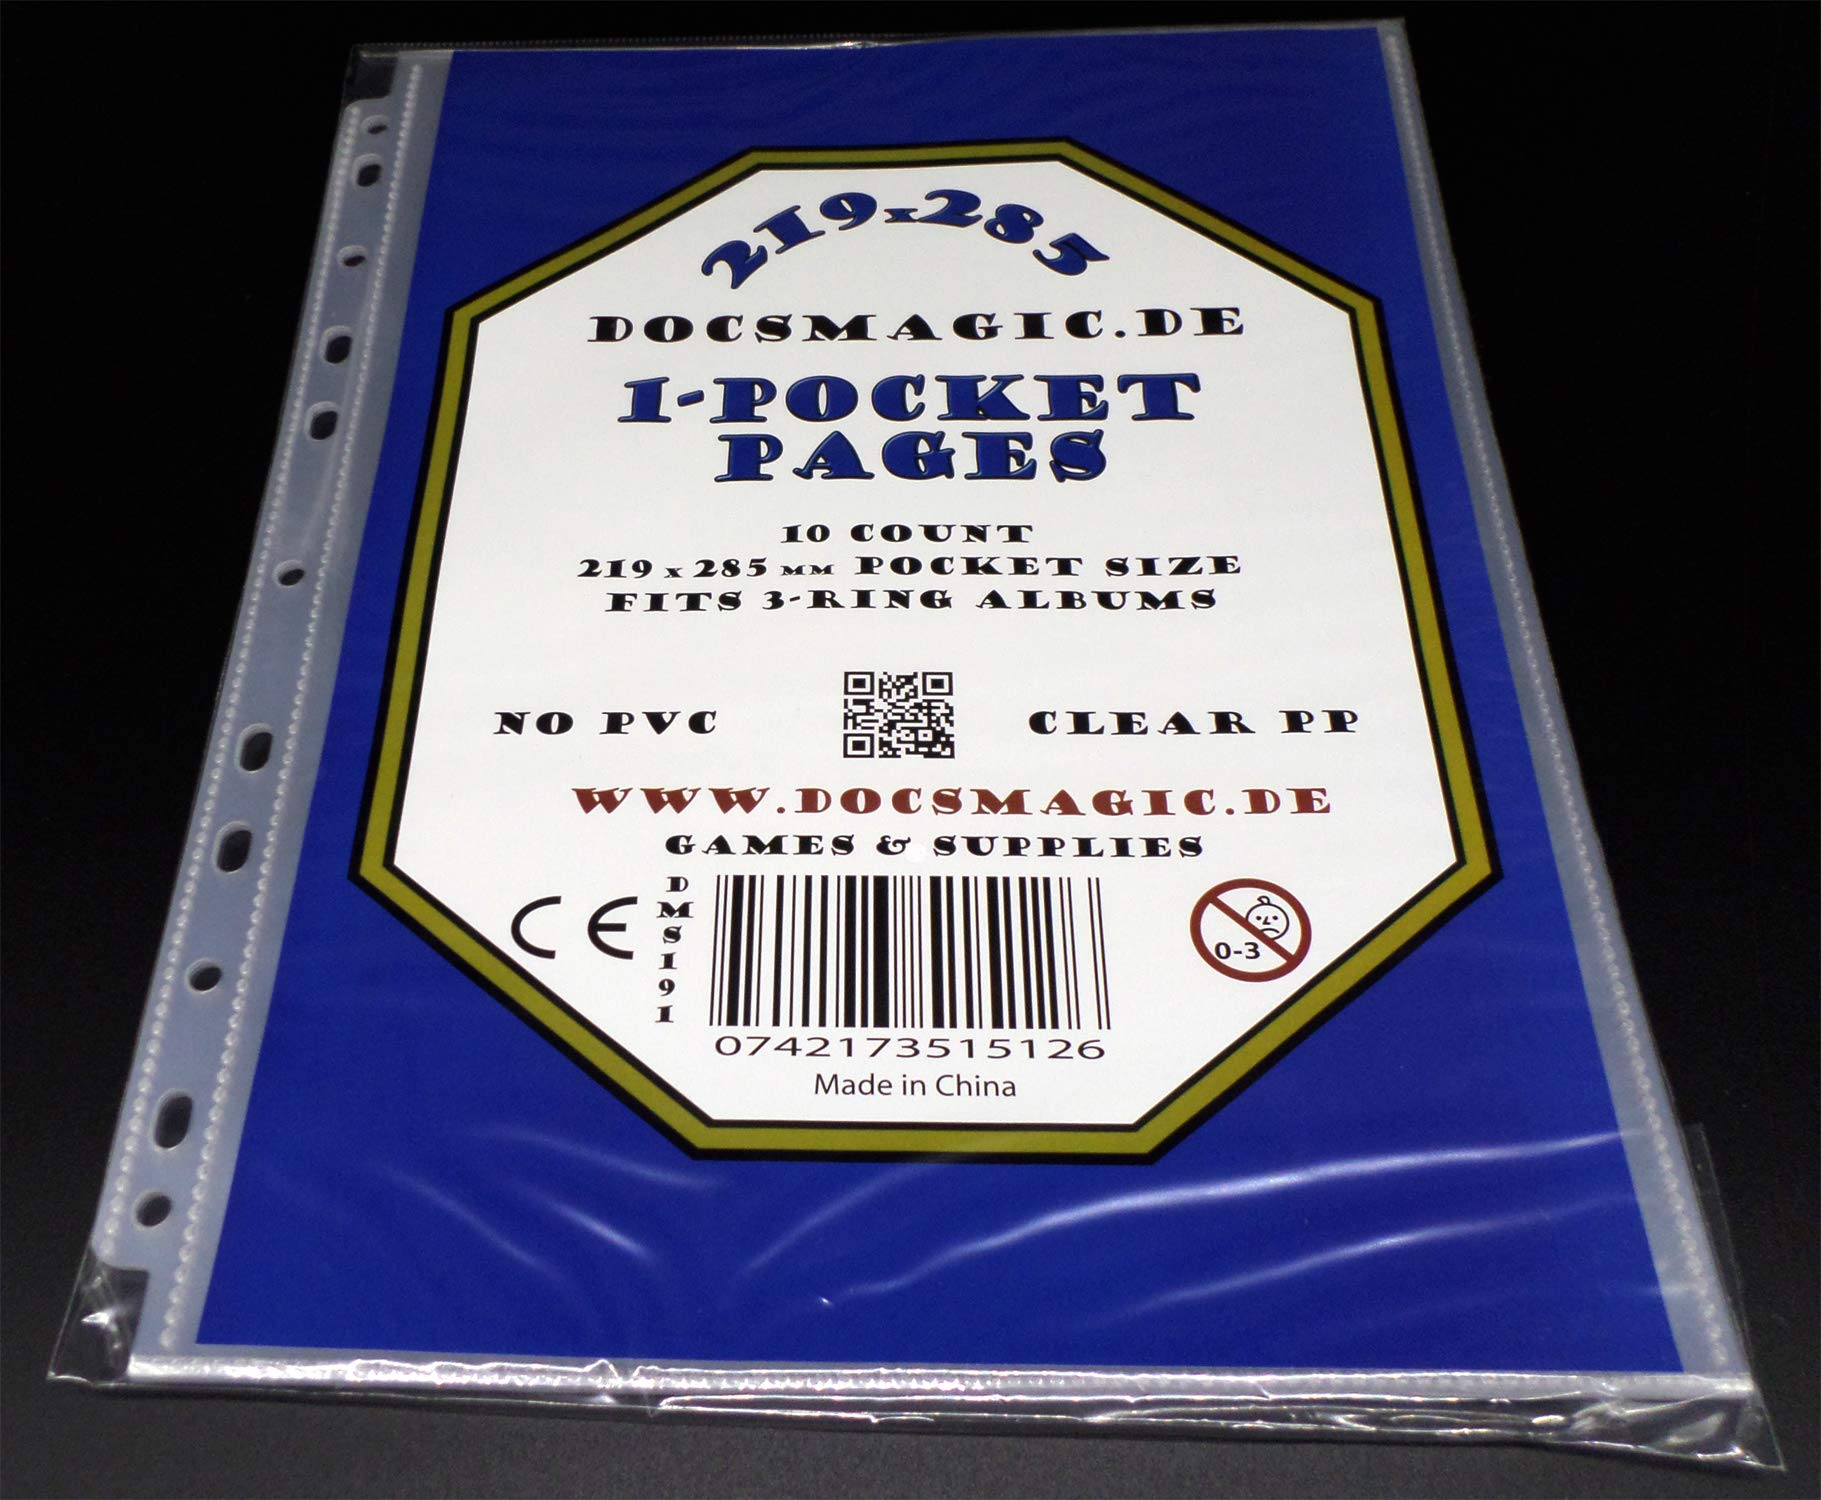 219x285
DOCSMAGIC.DE
1-POCKET
PAGES
10 COUNT
219 x 285 MM POCKET SIZE
FITS 3-RING ALBUMS
NO PVC
CLEAR PP
WWW.DOCSMAGIC.DE
GAMES & SUPPLIES
CE
DMS191
0-3
0742173515126
Made in China